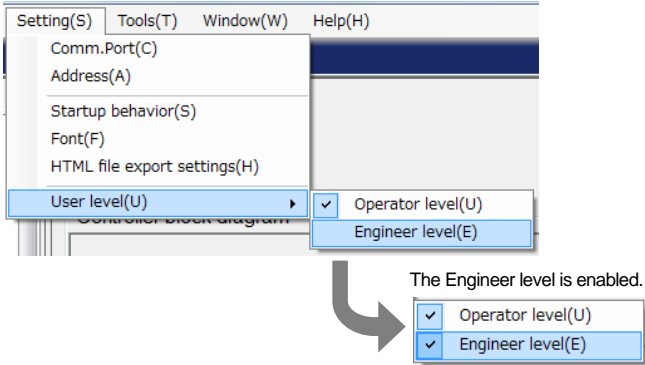 Setting(S) Tools(T) Window(W) Help(H)
Comm.Port(C)
Address(A)
Startup behavior(S)
Font(F)
HTML file export settings(H)
User level(U)
Operator level(U)
Engineer level(E)
Controller block diagram
The Engineer level is enabled.
Operator level(U)
Engineer level(E)